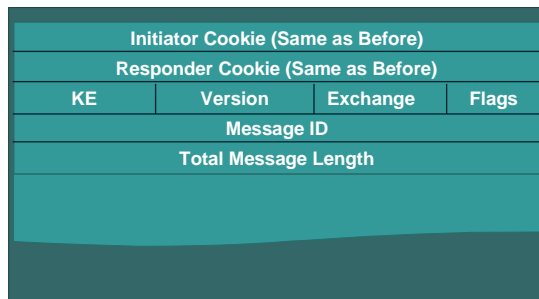 Initiator Cookie (Same as Before)
Responder Cookie (Same as Before)
KE Version Exchange Flags
Message ID
Total Message Length